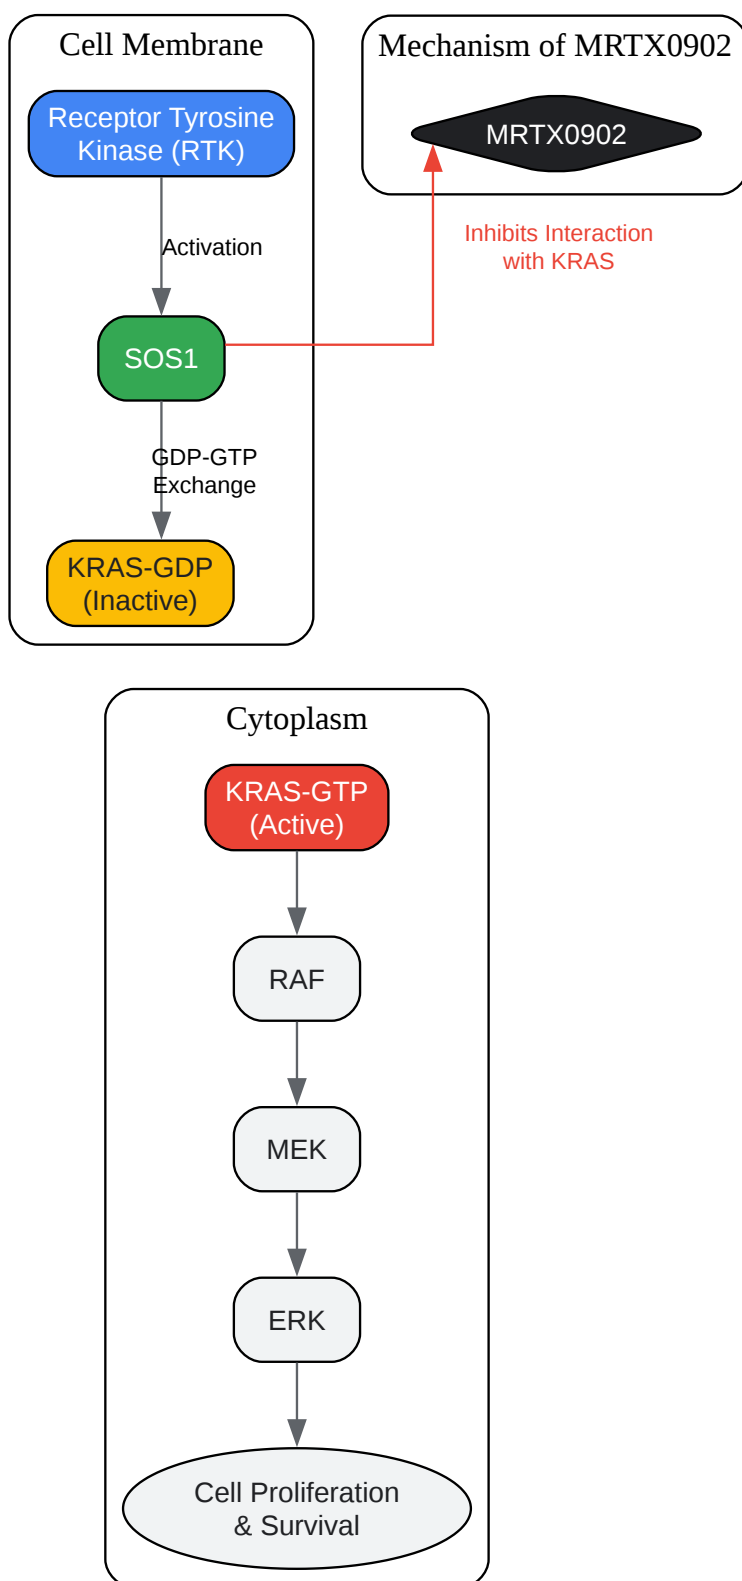 Cell Membrane
Receptor Tyrosine
Kinase (RTK)
Activation
SOS1
GDP-GTP
Exchange
KRAS-GDP
(Inactive)
Mechanism of MRTX0902
MRTX0902
Inhibits Interaction
with KRAS
Cytoplasm
KRAS-GTP
(Active)
RAF
MEK
ERK
Cell Proliferation
& Survival